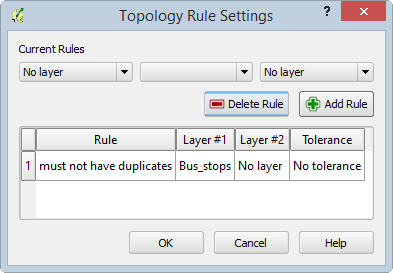 Topology Rule Settings
?
Current Rules
No layer
No layer
Delete Rule
Add Rule
Rule Layer #1 Layer #2 Tolerance
1 must not have duplicates Bus_stops No layer No tolerance
OK Cancel Help